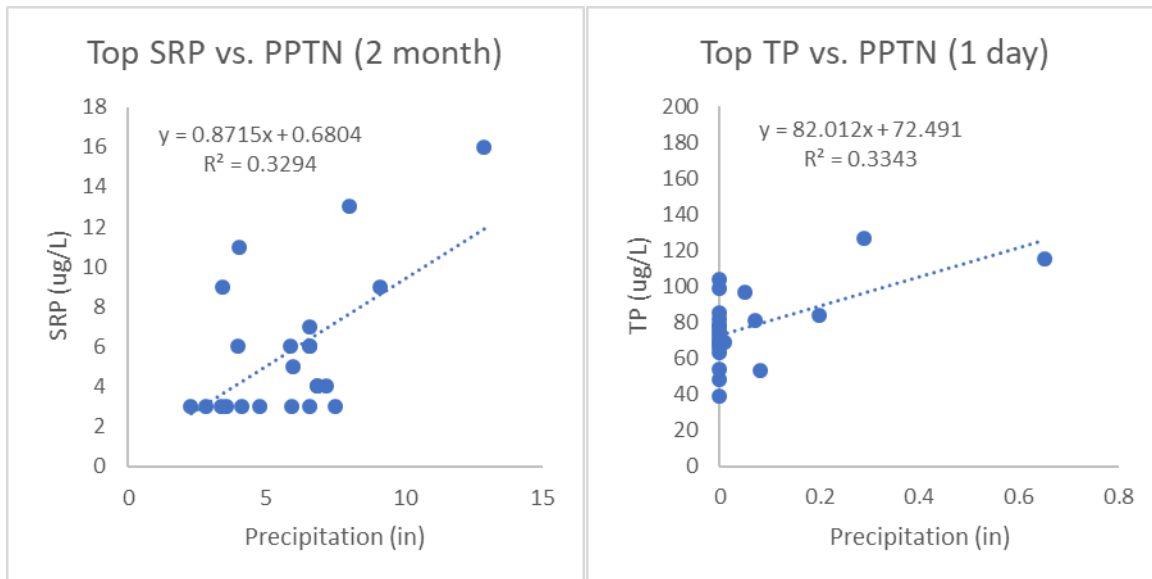 Top SRP vs. PPTN (2 month)
y = 0.8715x + 0.6804
R² = 0.3294
18
16
14
12
10
8
6
4
2
0
SRP (ug/L)
0 5 10 15
Precipitation (in)
Top TP vs. PPTN (1 day)
y = 82.012x + 72.491
R² = 0.3343
200
180
160
140
120
100
80
60
40
20
0
TP (ug/L)
0 0.2 0.4 0.6 0.8
Precipitation (in)